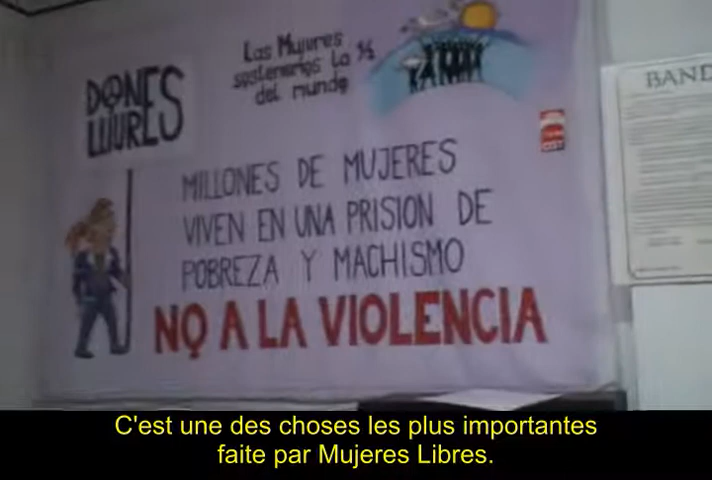 DONES
LLIURES
Las Mujeres
sostenemos la ½
del mundo
MILLONES DE MUJERES
VIVEN EN UNA PRISION DE
POBREZA Y MACHISMO
NO A LA VIOLENCIA
CGT
BAND
C'est une des choses les plus importantes
faite par Mujeres Libres.